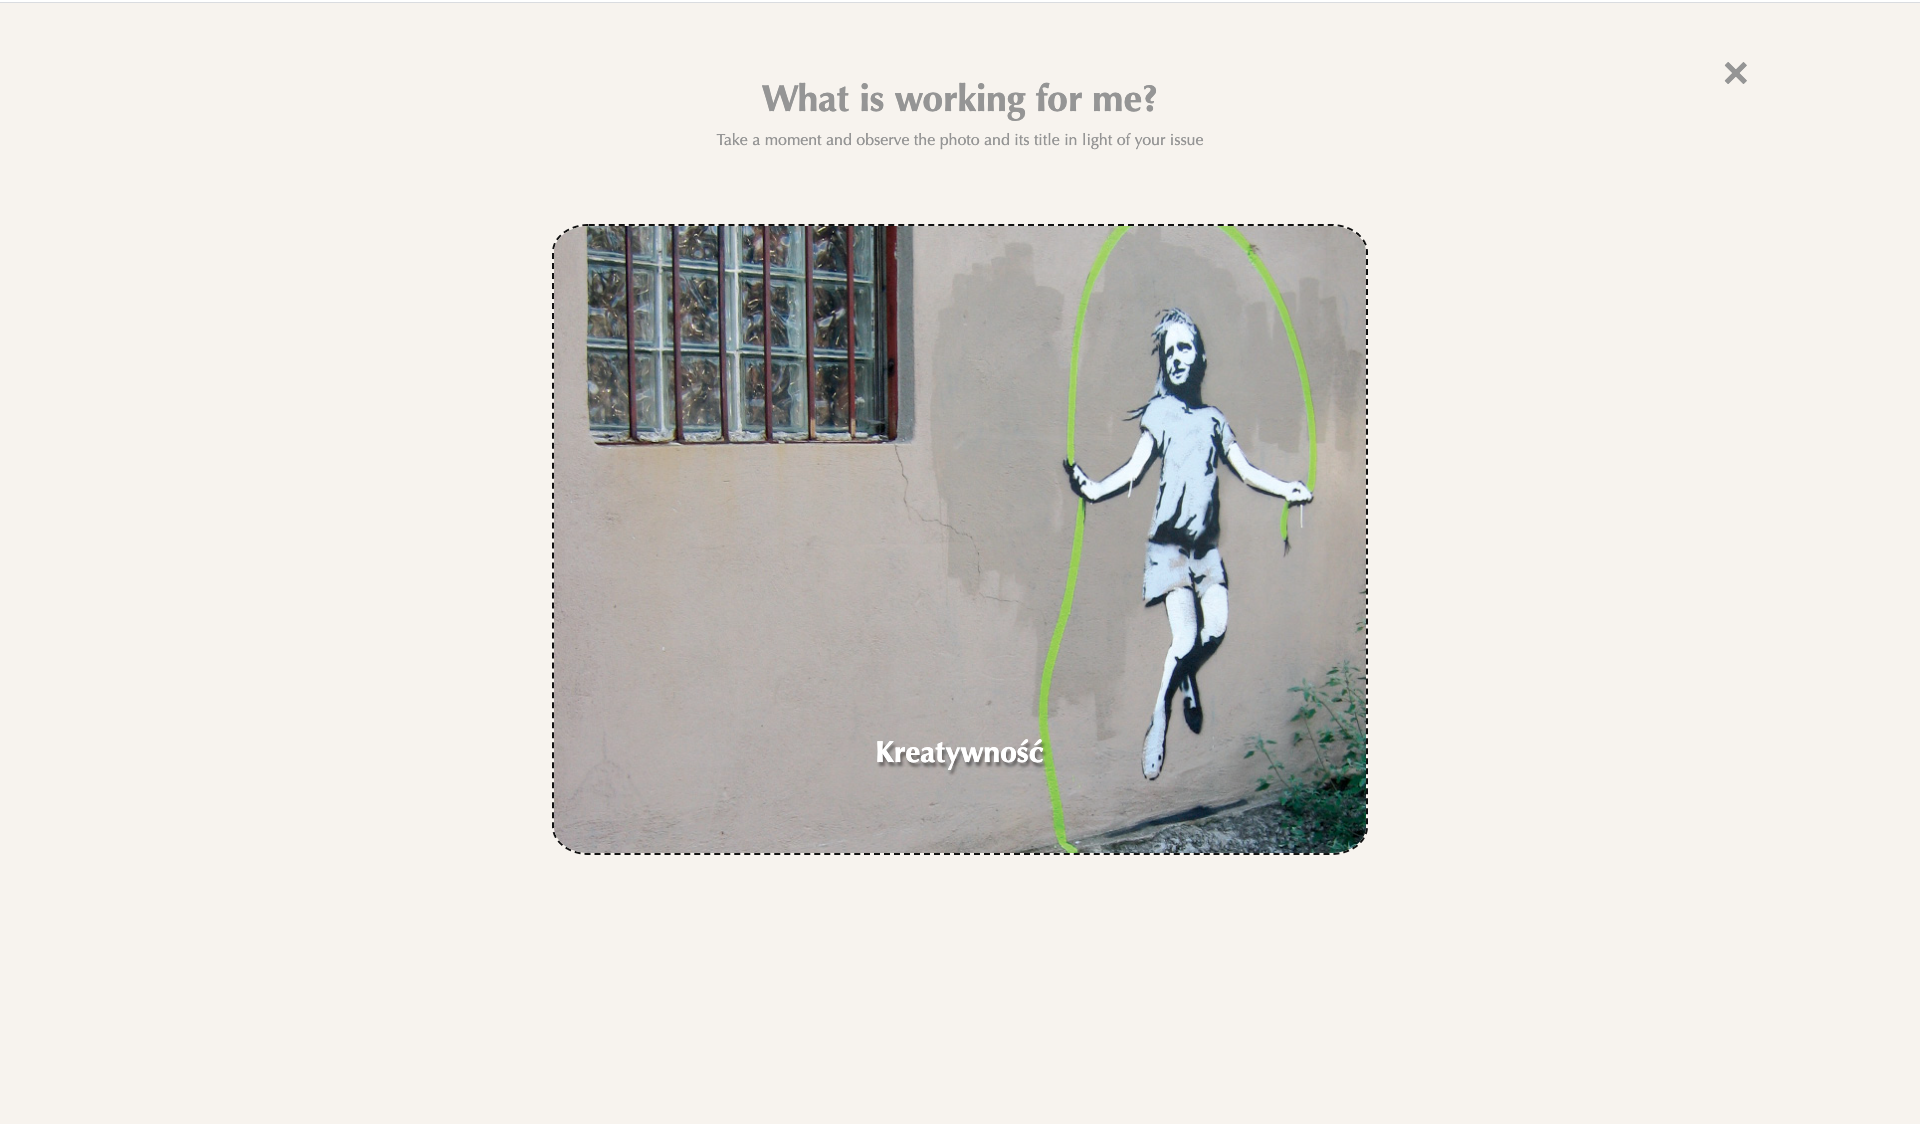 What is working for me?
Take a moment and observe the photo and its title in light of your issue
Kreatywność